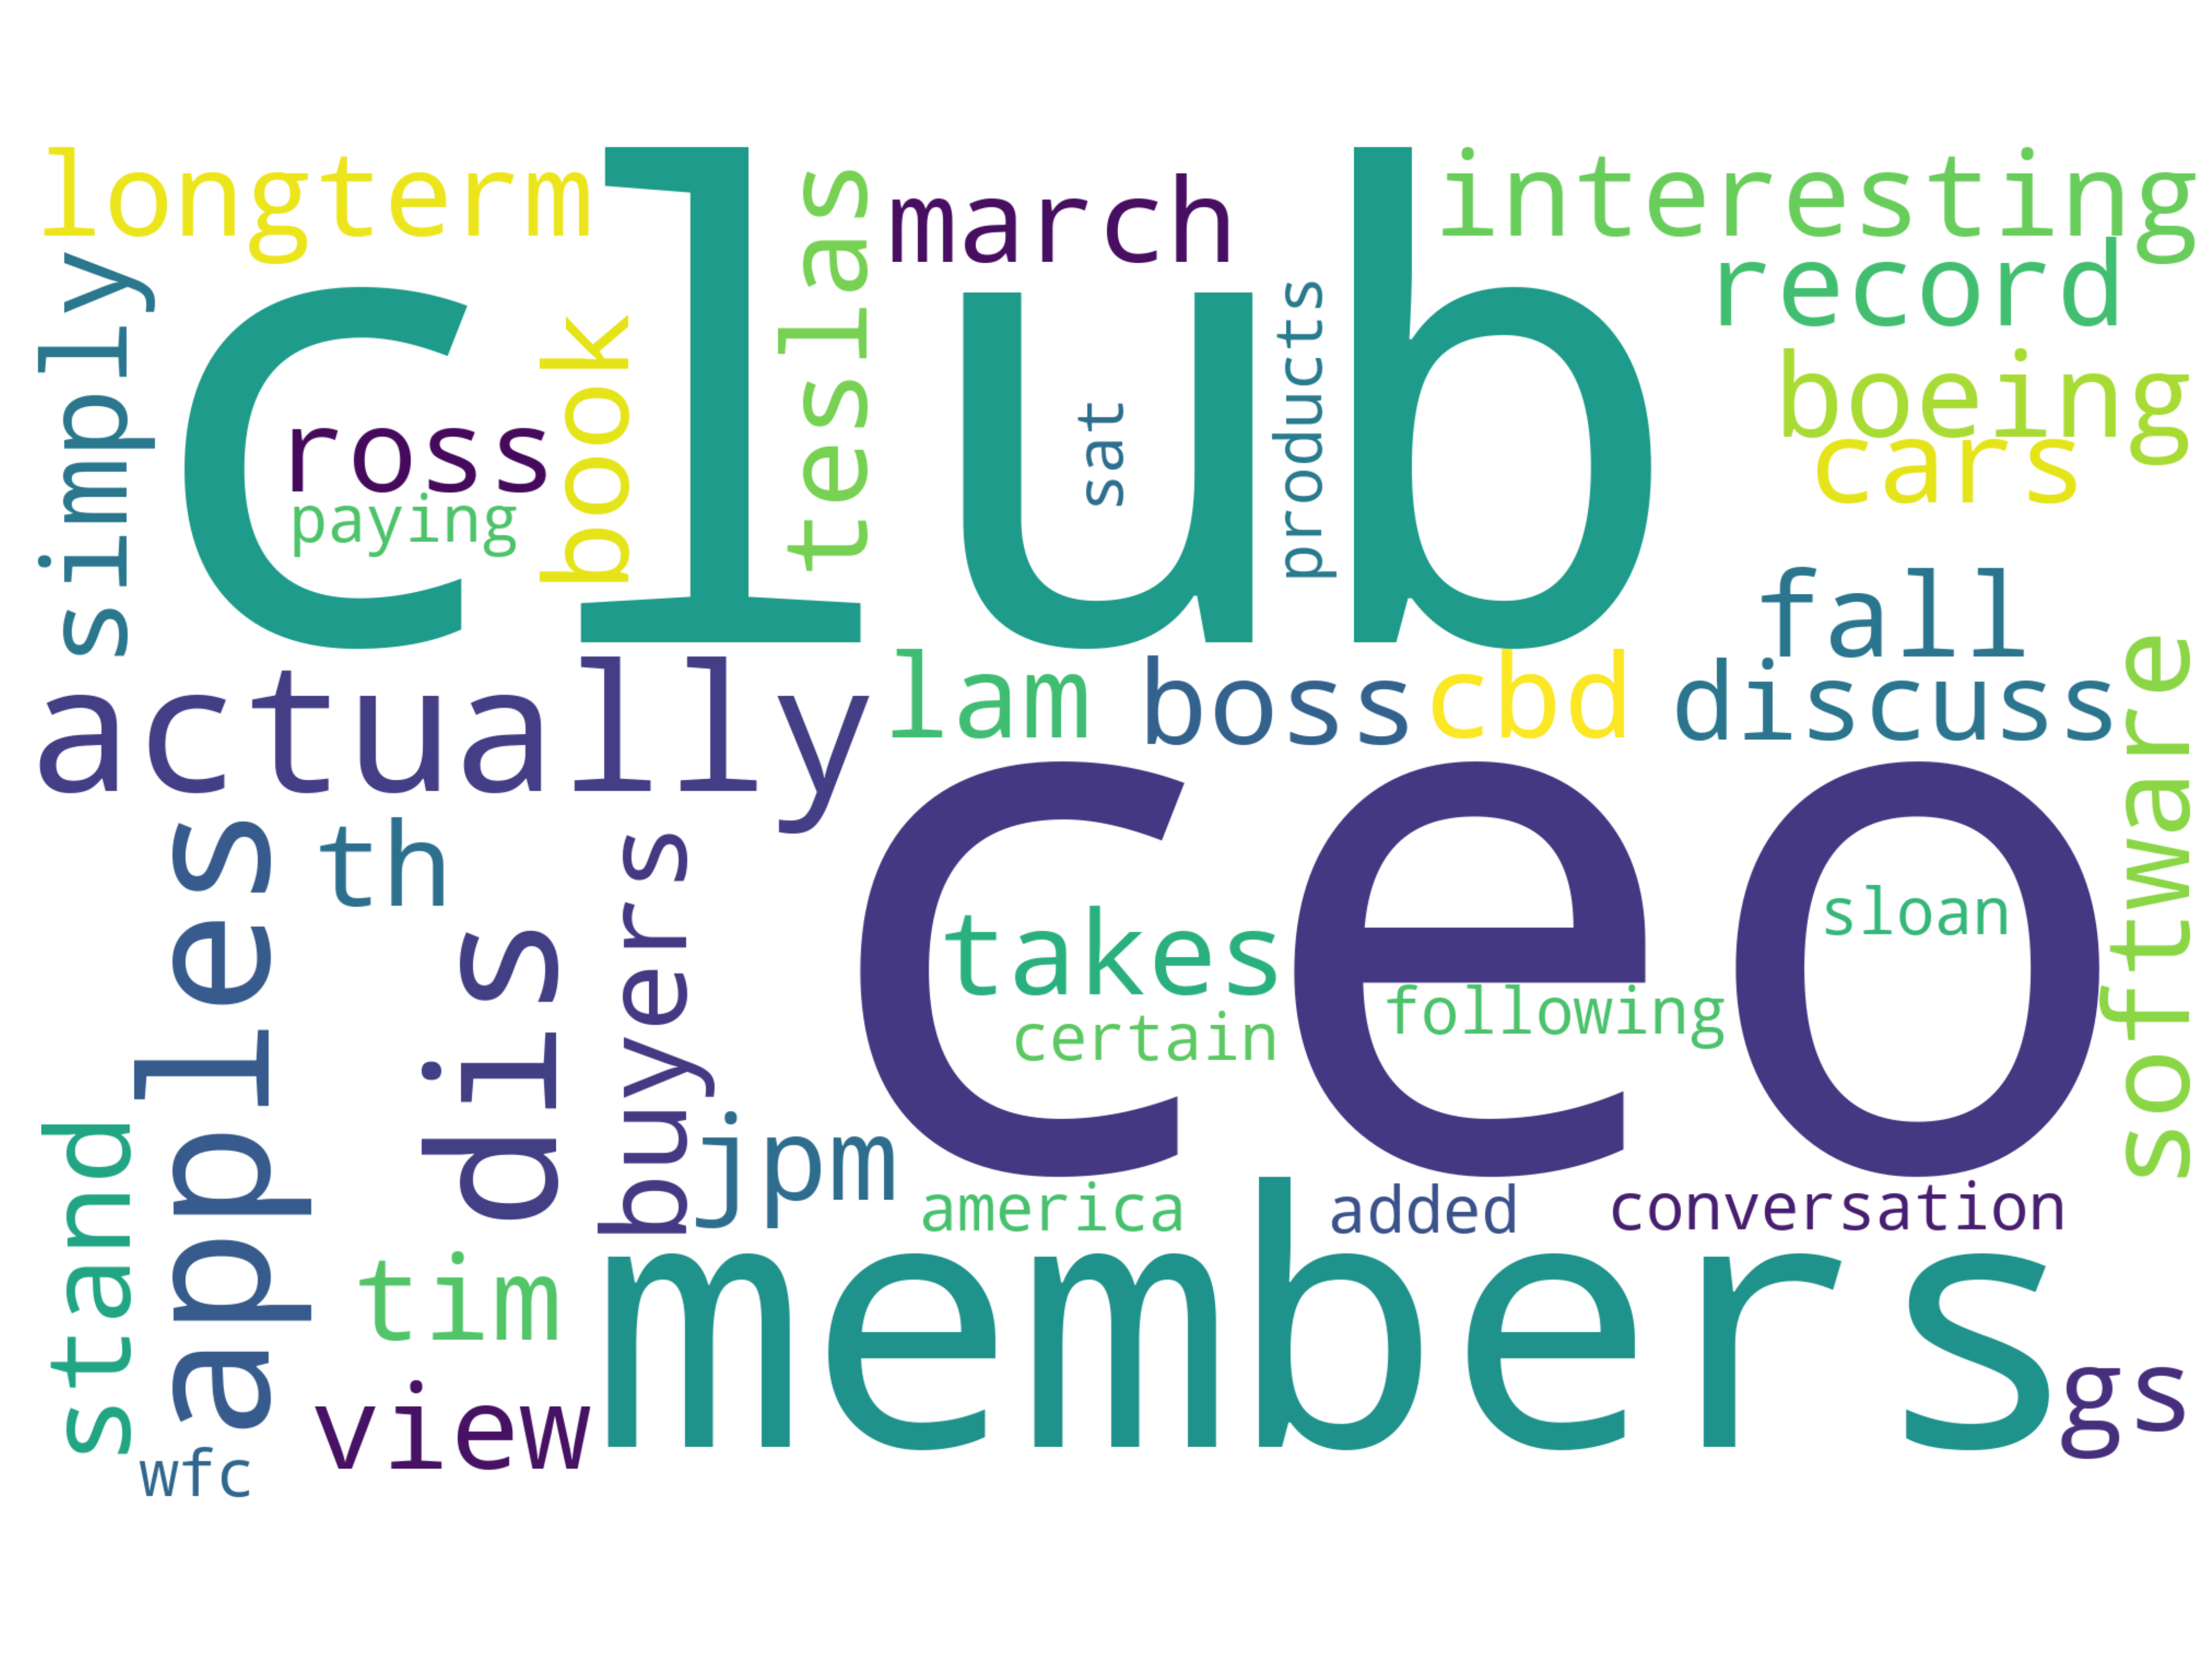 longterm
march
interesting
record
simply
club
teslas
book
ross
paying
sat
products
boeing
cars
fall
actually
lam
boss
cbd
discuss
software
apples
th
dis
buyers
ceo
takes
sloan
following
certain
stand
jpm
america
added
conversation
tim
members
view
gs
wfc